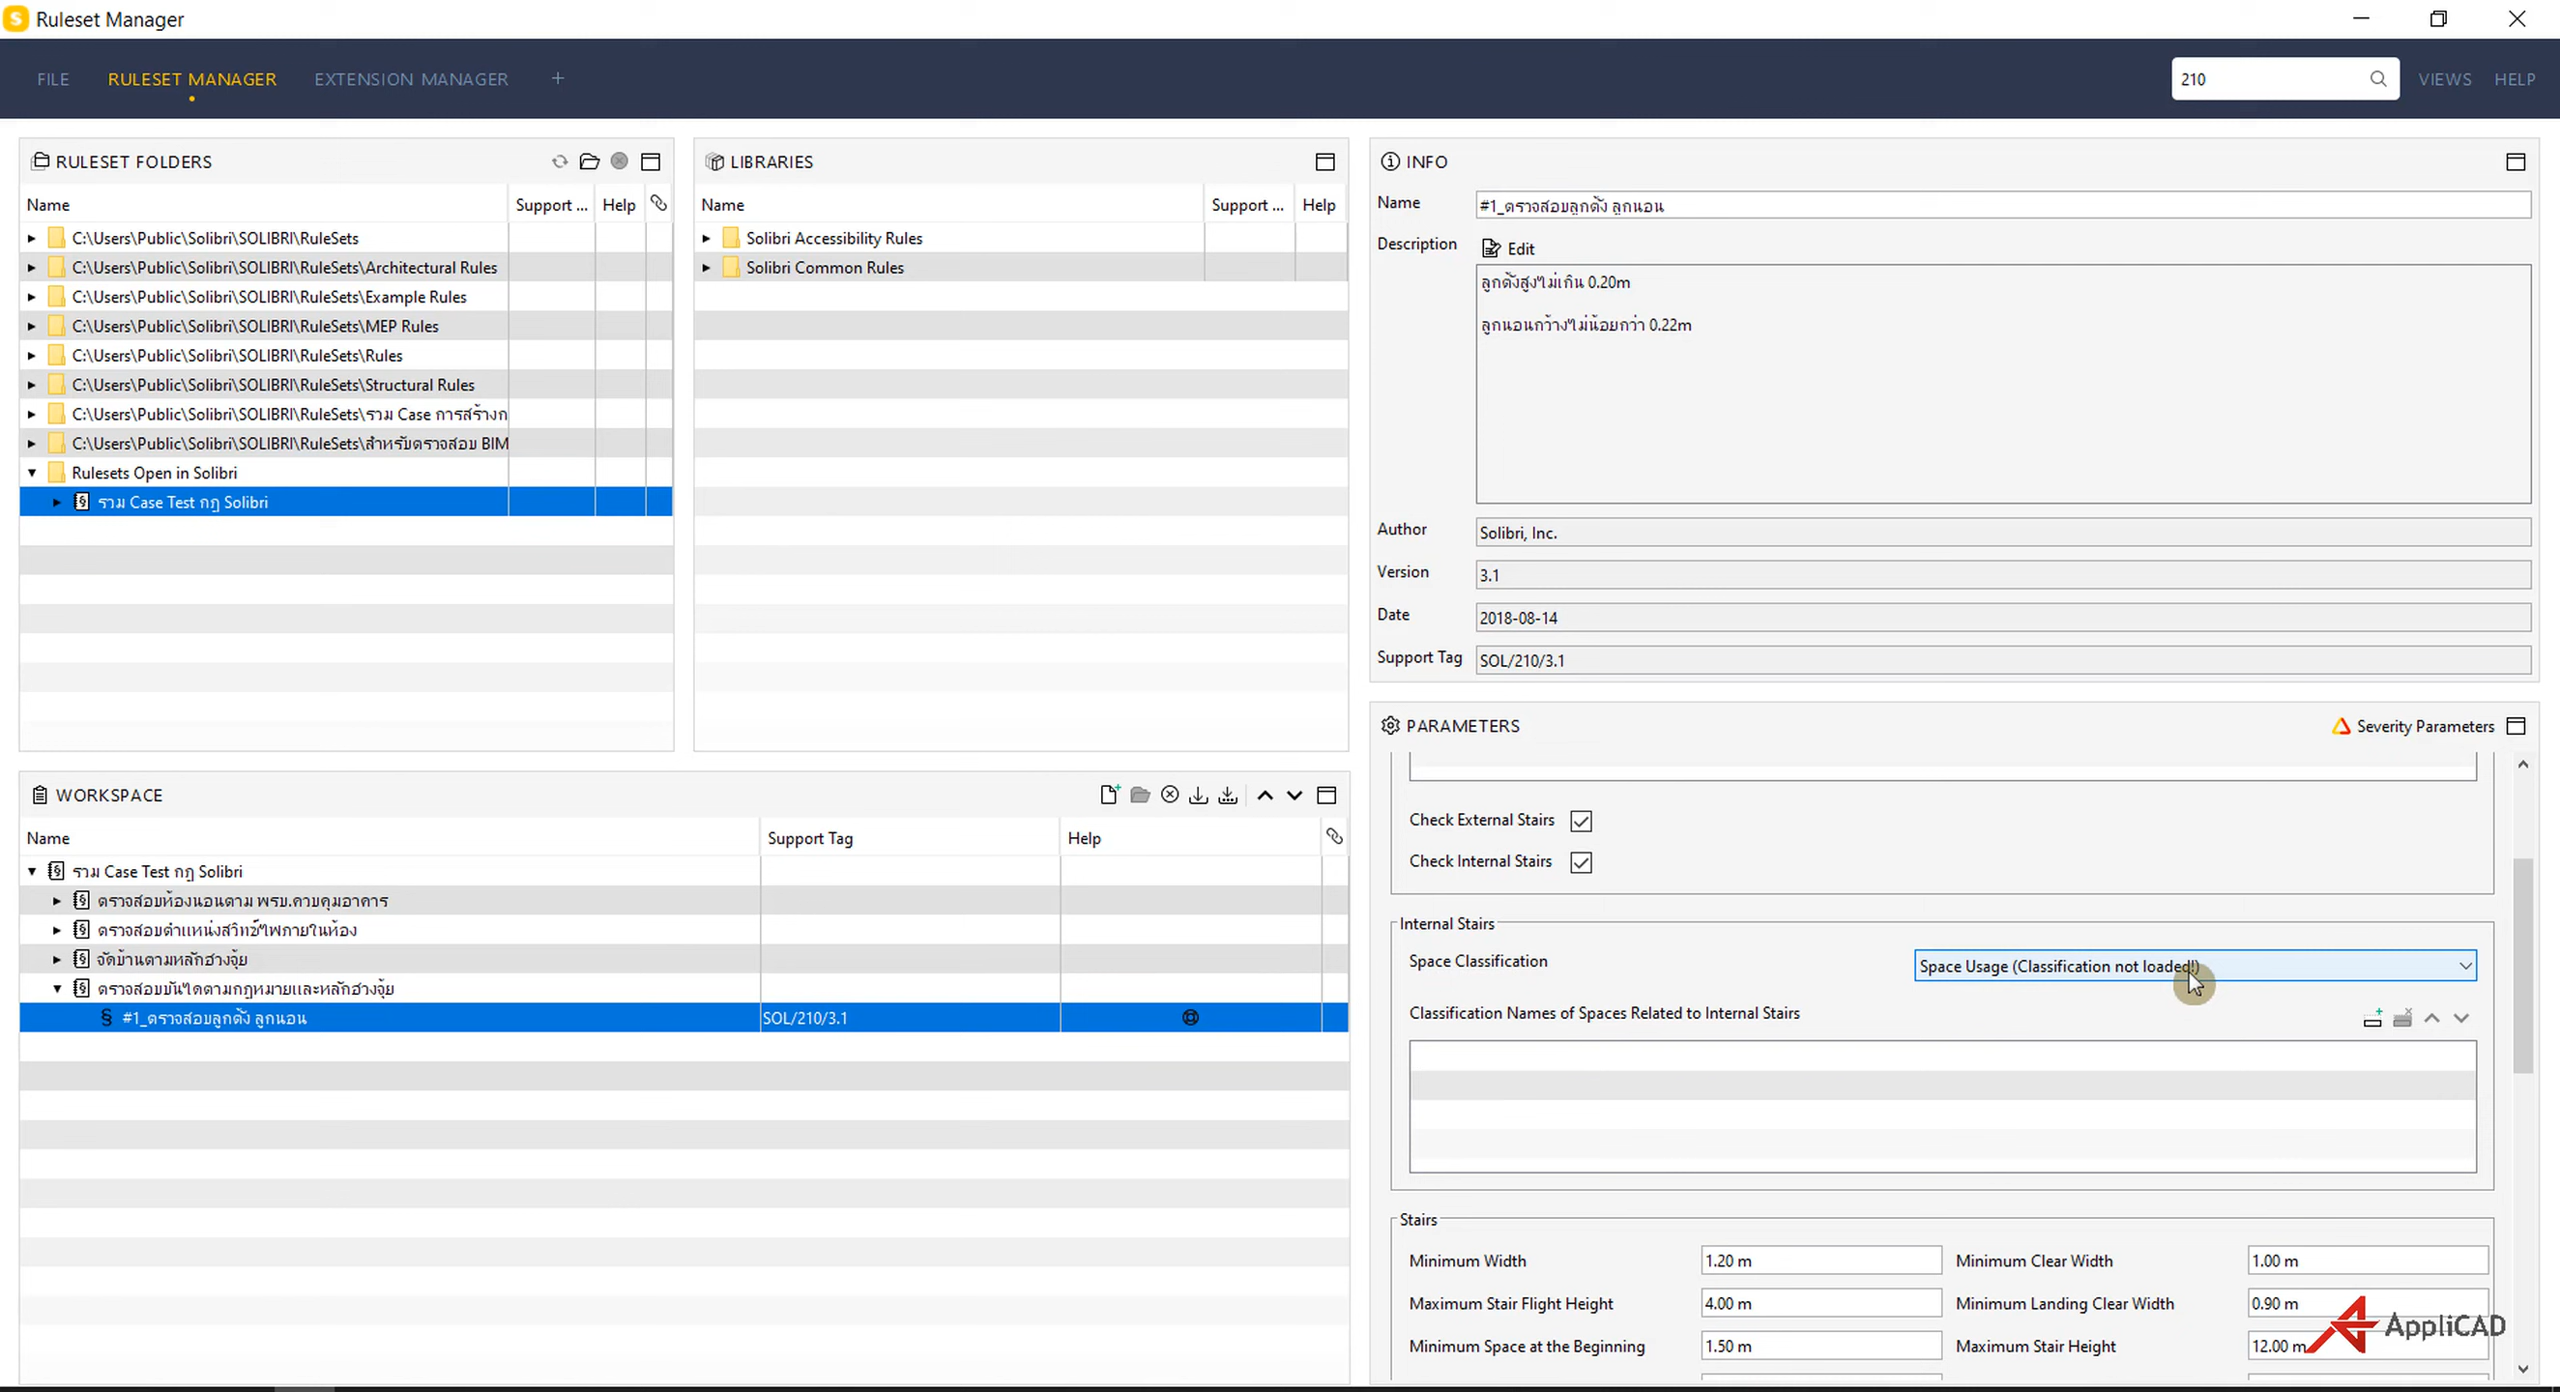 Ruleset Manager
FILE RULESET MANAGER EXTENSION MANAGER + 210 VIEWS HELP
RULESET FOLDERS
Name Support ... Help
C:\Users\Public\Solibri\SOLIBRI\RuleSets
C:\Users\Public\Solibri\SOLIBRI\RuleSets\Architectural Rules
C:\Users\Public\Solibri\SOLIBRI\RuleSets\Example Rules
C:\Users\Public\Solibri\SOLIBRI\RuleSets\MEP Rules
C:\Users\Public\Solibri\SOLIBRI\RuleSets\Rules
C:\Users\Public\Solibri\SOLIBRI\RuleSets\Structural Rules
C:\Users\Public\Solibri\SOLIBRI\RuleSets\รวม Case การสร้างก
C:\Users\Public\Solibri\SOLIBRI\RuleSets\สำหรับตรวจสอบ BIM
Rulesets Open in Solibri
รวม Case Test กฎ Solibri
LIBRARIES
Name Support ... Help
Solibri Accessibility Rules
Solibri Common Rules
INFO
Name #1_ตรวจสอบลูกตั้ง ลูกนอน
Description Edit
ลูกตั้งสูงไม่เกิน 0.20m
ลูกนอนกว้างไม่น้อยกว่า 0.22m
Author Solibri, Inc.
Version 3.1
Date 2018-08-14
Support Tag SOL/210/3.1
WORKSPACE
Name Support Tag Help
รวม Case Test กฎ Solibri
ตรวจสอบห้องนอนตาม พรบ.ควบคุมอาคาร
ตรวจสอบตำแหน่งสวิทช์ไฟภายในห้อง
จัดบ้านตามหลักฮวงจุ้ย
ตรวจสอบบันไดตามกฎหมายและหลักฮวงจุ้ย
#1_ตรวจสอบลูกตั้ง ลูกนอน SOL/210/3.1
PARAMETERS Severity Parameters
Check External Stairs
Check Internal Stairs
Internal Stairs
Space Classification Space Usage (Classification not loaded!)
Classification Names of Spaces Related to Internal Stairs
Stairs
Minimum Width 1.20 m Minimum Clear Width 1.00 m
Maximum Stair Flight Height 4.00 m Minimum Landing Clear Width 0.90 m
Minimum Space at the Beginning 1.50 m Maximum Stair Height 12.00 m
AppliCAD